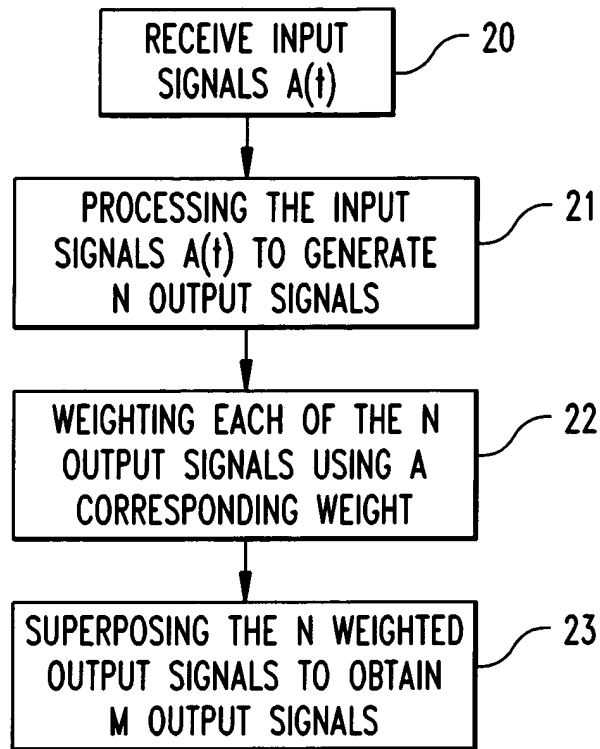 RECEIVE INPUT
SIGNALS A(t)
20
PROCESSING THE INPUT
SIGNALS A(t) TO GENERATE
N OUTPUT SIGNALS
21
WEIGHTING EACH OF THE N
OUTPUT SIGNALS USING A
CORRESPONDING WEIGHT
22
SUPERPOSING THE N WEIGHTED
OUTPUT SIGNALS TO OBTAIN
M OUTPUT SIGNALS
23